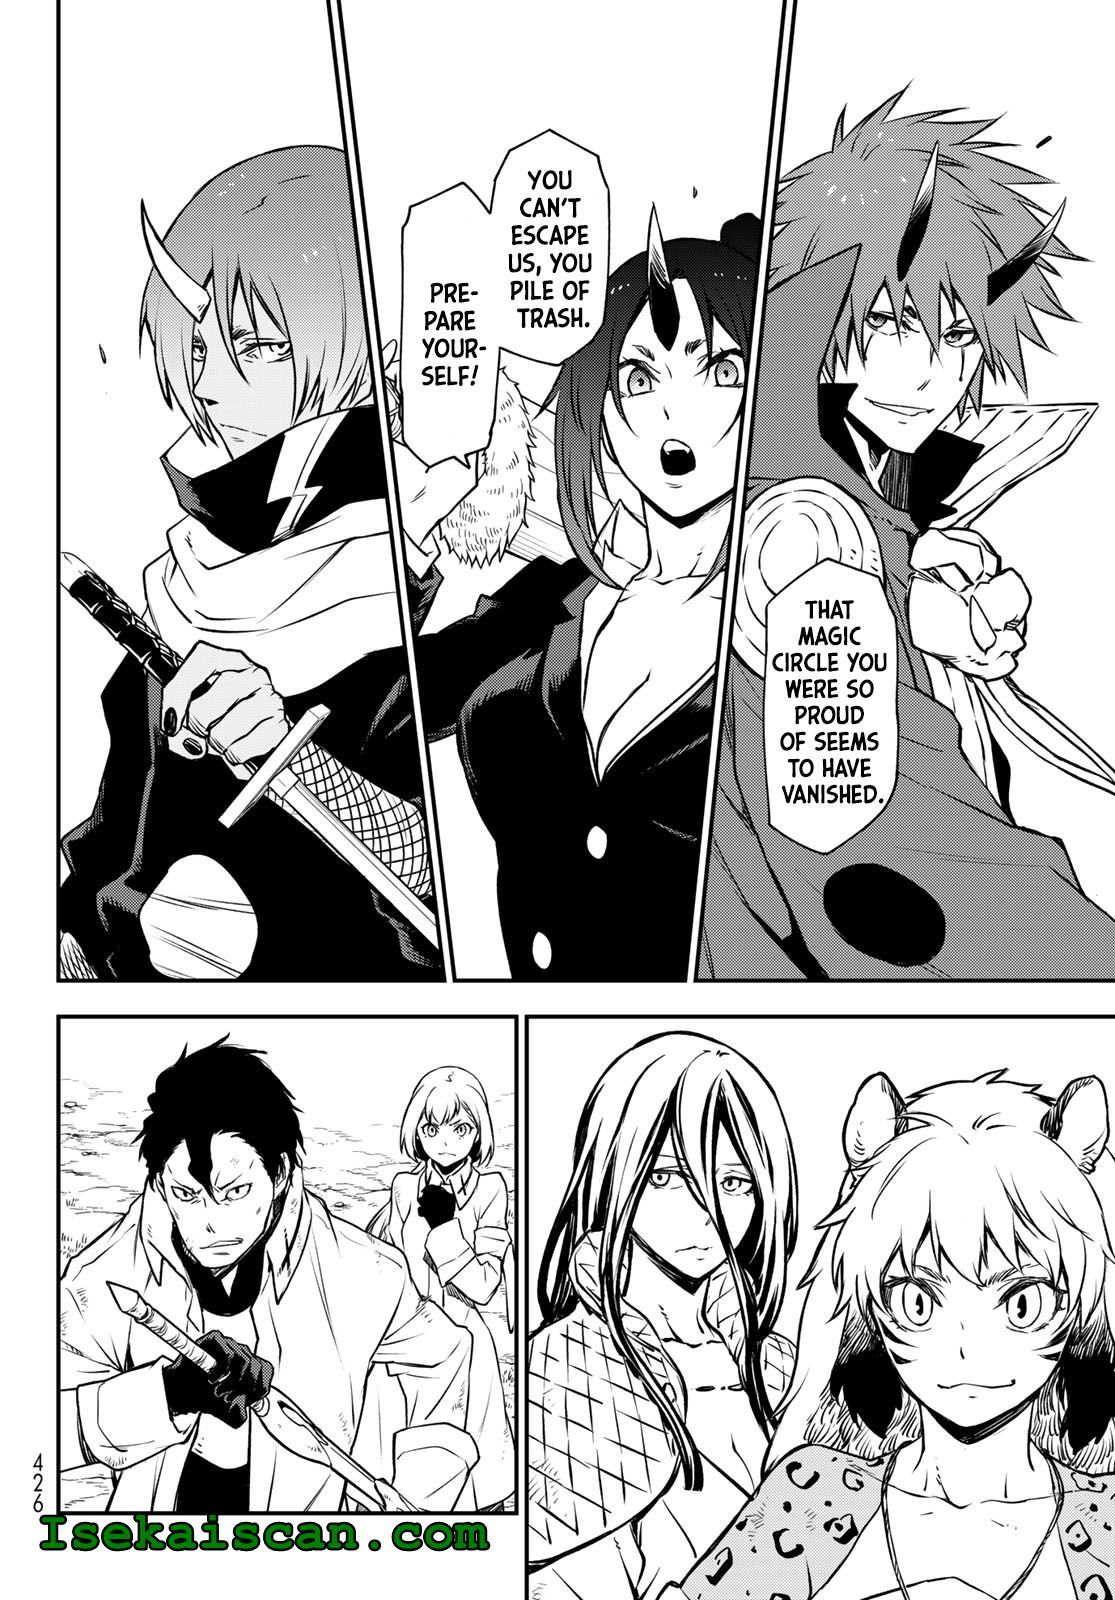 THAT
MAGIC
CIRCLE YOU
WERE SO
PROUD
OF SEEMS
TO HAVE
VANISHED.
YOU
CAN'T
ESCAPE
US, YOU
PILE OF
TRASH.
PRE-
PARE
YOUR-
SELF!
426
Isekaiscan.com